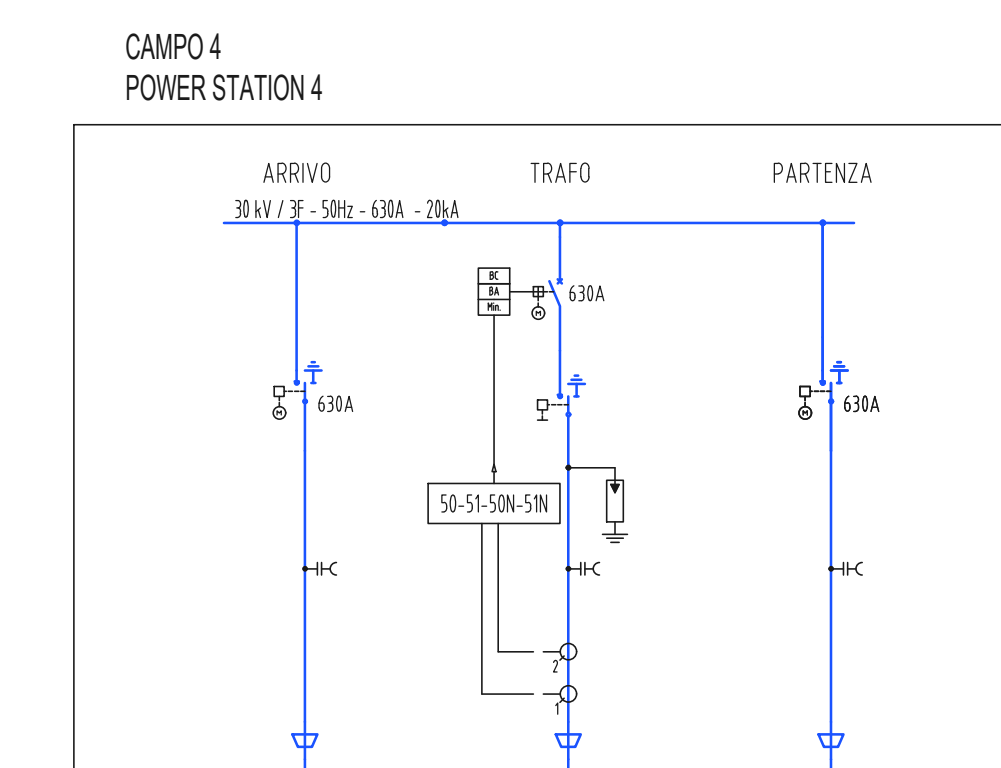 CAMPO 4
POWER STATION 4
ARRIVO
TRAFO
PARTENZA
30 kV / 3F - 50Hz - 630A - 20kA
BC
BA
Min.
630A
M
630A
M
630A
M
50-51-50N-51N
2
1